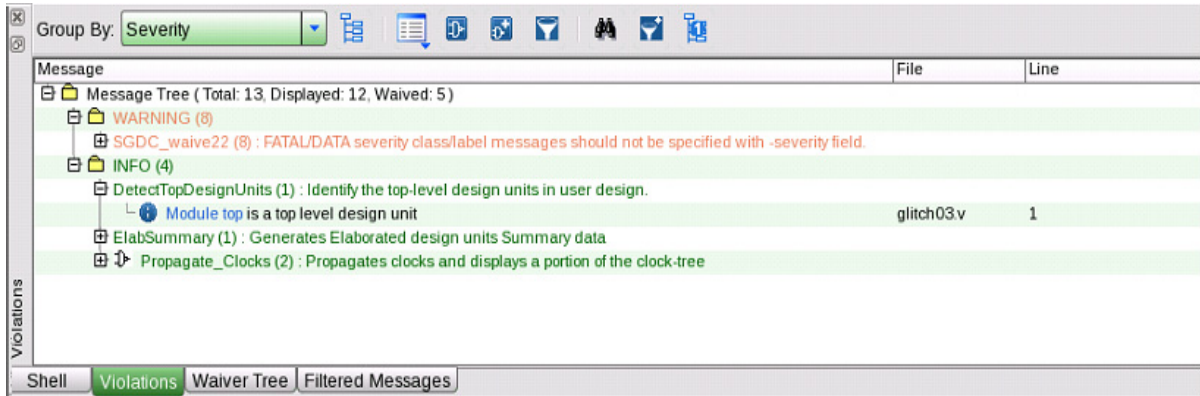 Group By: Severity
Message File Line
Message Tree ( Total: 13, Displayed: 12, Waived: 5 )
WARNING (8)
SGDC_waive22 (8) : FATAL/DATA severity class/label messages should not be specified with -severity field.
INFO (4)
DetectTopDesignUnits (1) : Identify the top-level design units in user design.
Module top is a top level design unit glitch03.v 1
ElabSummary (1) : Generates Elaborated design units Summary data
Propagate_Clocks (2) : Propagates clocks and displays a portion of the clock-tree
Violations
Shell Violations Waiver Tree Filtered Messages